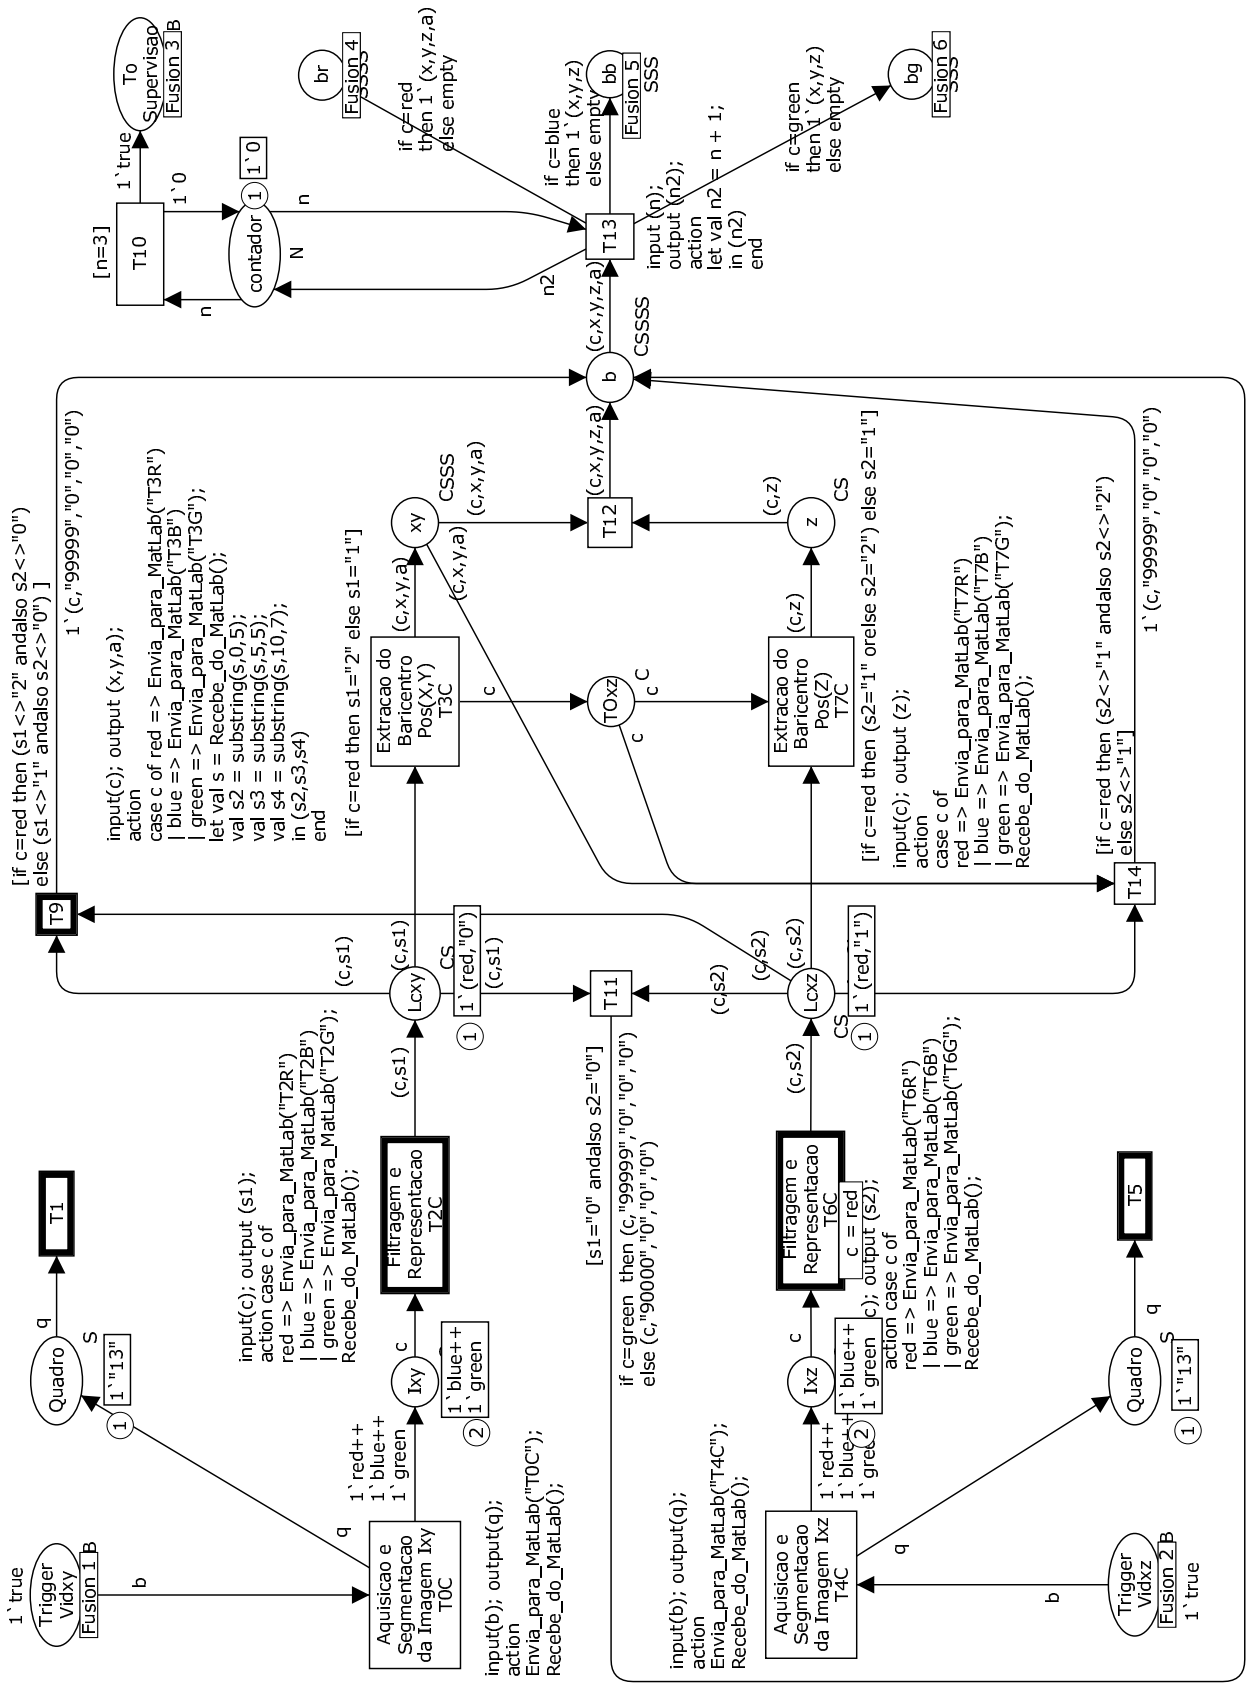 1`true
Trigger
Vidxy
Fusion 1
B
b
Aquisicao e
Segmentacao
da Imagem Ixy
T0C
input(b); output(q);
action
Envia_para_MatLab("T0C");
Recebe_do_MatLab();
q
Quadro
S
1
1`"13"
q
T1
1`red++
1`blue++
1`green
Ixy
2
1`blue++
1`green
c
Filtragem e
Representacao
T2C
input(c); output (s1);
action case c of
red => Envia_para_MatLab("T2R")
| blue => Envia_para_MatLab("T2B")
| green => Envia_para_MatLab("T2G");
Recebe_do_MatLab();
(c,s1)
Lcxy
CS
1
1`(red,"0")
(c,s1)
(c,s1)
(c,s1)
T9
[if c=red then (s1<>"2" andalso s2<>"0")
else (s1<>"1" andalso s2<>"0") ]
1`(c,"99999","0","0","0")
input(c); output (x,y,a);
action
case c of red => Envia_para_MatLab("T3R")
| blue => Envia_para_MatLab("T3B")
| green => Envia_para_MatLab("T3G");
let val s = Recebe_do_MatLab();
val s2 = substring(s,0,5);
val s3 = substring(s,5,5);
val s4 = substring(s,10,7);
in (s2,s3,s4)
end
[if c=red then s1="2" else s1="1"]
Extracao do
Baricentro
Pos(X,Y)
T3C
(c,x,y,a)
xy
CSSS
(c,x,y,a)
(c,x,y,a)
c
TOxz
C
c
c
T12
(c,x,y,z,a)
b
CSSSS
(c,x,y,z,a)
T13
input (n);
output (n2);
action
let val n2 = n + 1;
in (n2)
end
n2
n
contador
N
1
1`0
n
1`0
[n=3]
T10
1`true
To
Supervisao
Fusion 3
B
br
Fusion 4
SSSS
if c=red
then 1`(x,y,z,a)
else empty
bb
Fusion 5
SSS
if c=blue
then 1`(x,y,z)
else empty
bg
Fusion 6
SSS
if c=green
then 1`(x,y,z)
else empty
T11
[s1="0" andalso s2="0"]
if c=green then (c,"99999","0","0","0")
else (c,"90000","0","0","0")
Aquisicao e
Segmentacao
da Imagem Ixz
T4C
input(b); output(q);
action
Envia_para_MatLab("T4C");
Recebe_do_MatLab();
b
Trigger
Vidxz
Fusion 2
B
1`true
q
Quadro
S
1
1`"13"
q
T5
1`red++
1`blue++
Ixz
2
1`blue++
1`green
c
Filtragem e
Representacao
T6C
c = red
c); output (s2);
action case c of
red => Envia_para_MatLab("T6R")
| blue => Envia_para_MatLab("T6B")
| green => Envia_para_MatLab("T6G");
Recebe_do_MatLab();
(c,s2)
Lcxz
CS
1
1`(red,"1")
(c,s2)
(c,s2)
(c,s2)
[if c=red then (s2="1" orelse s2="2") else s2="1"]
Extracao do
Baricentro
Pos(Z)
T7C
input(c); output (z);
action
case c of
red => Envia_para_MatLab("T7R")
| blue => Envia_para_MatLab("T7B")
| green => Envia_para_MatLab("T7G");
Recebe_do_MatLab();
(c,z)
z
CS
(c,z)
T14
[if c=red then (s2<>"1" andalso s2<>"2")
else s2<>"1"]
1`(c,"99999","0","0","0")